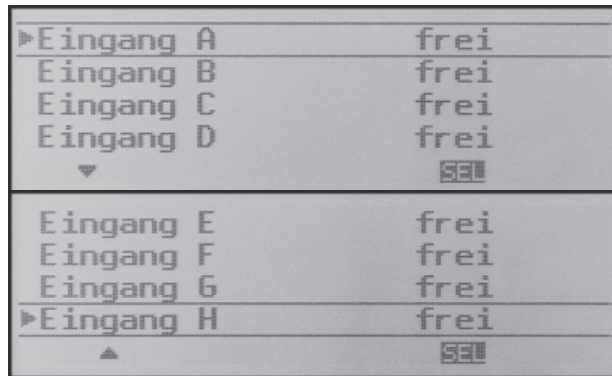 Eingang A frei
Eingang B frei
Eingang C frei
Eingang D frei
SEL
Eingang E frei
Eingang F frei
Eingang G frei
Eingang H frei
SEL